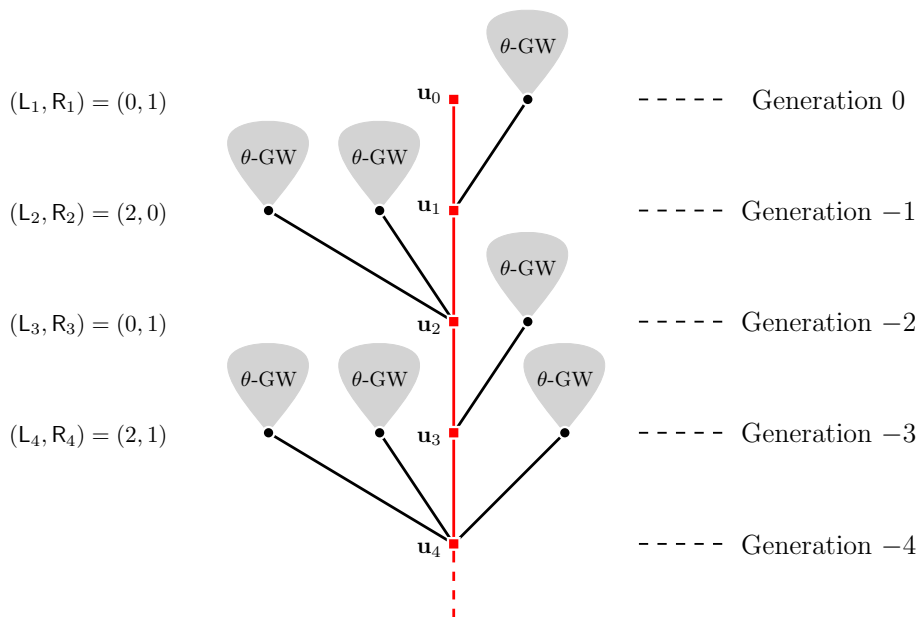 θ-GW
(L₁, R₁) = (0, 1)
u₀
Generation 0
θ-GW
θ-GW
(L₂, R₂) = (2, 0)
u₁
Generation −1
θ-GW
(L₃, R₃) = (0, 1)
u₂
Generation −2
θ-GW
θ-GW
θ-GW
(L₄, R₄) = (2, 1)
u₃
Generation −3
u₄
Generation −4